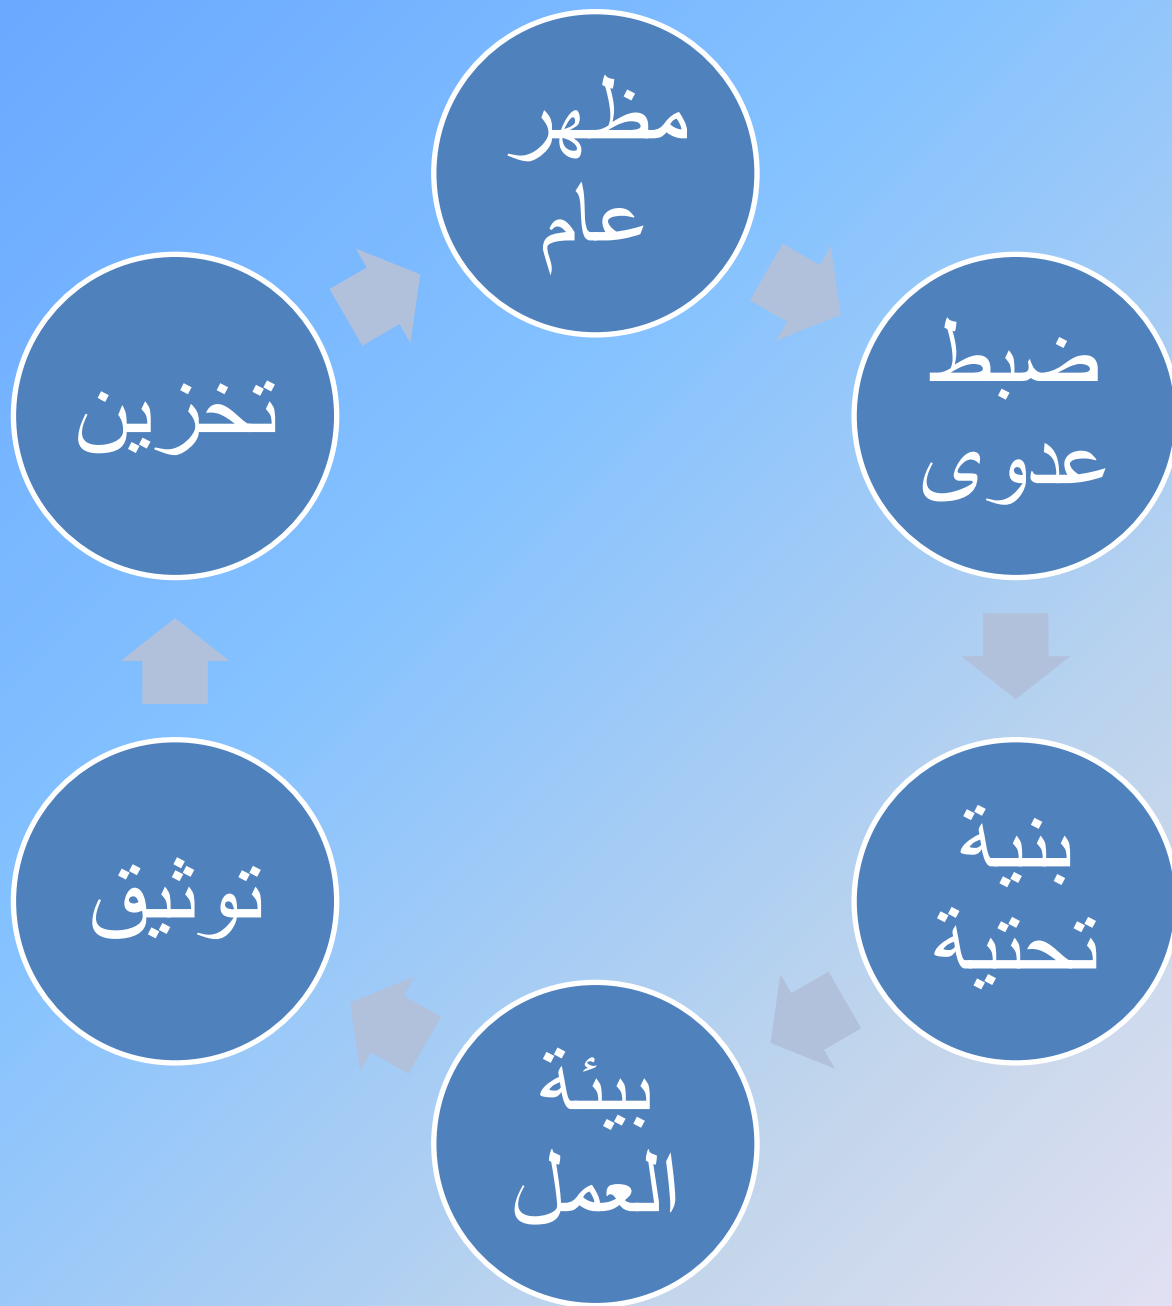 مظهر
عام
ضبط
عدوى
بنية
تحتية
بيئة
العمل
توثيق
تخزين